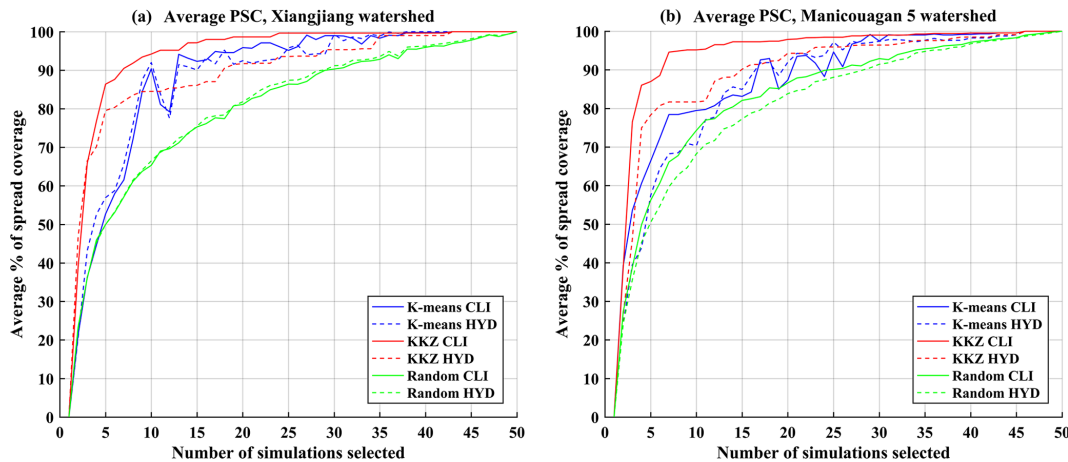 (a) Average PSC, Xiangjiang watershed
Average % of spread coverage
100
90
80
70
60
50
40
30
20
10
0
K-means CLI
K-means HYD
KKZ CLI
KKZ HYD
Random CLI
Random HYD
0 5 10 15 20 25 30 35 40 45 50
Number of simulations selected
(b) Average PSC, Manicouagan 5 watershed
Average % of spread coverage
100
90
80
70
60
50
40
30
20
10
0
K-means CLI
K-means HYD
KKZ CLI
KKZ HYD
Random CLI
Random HYD
0 5 10 15 20 25 30 35 40 45 50
Number of simulations selected